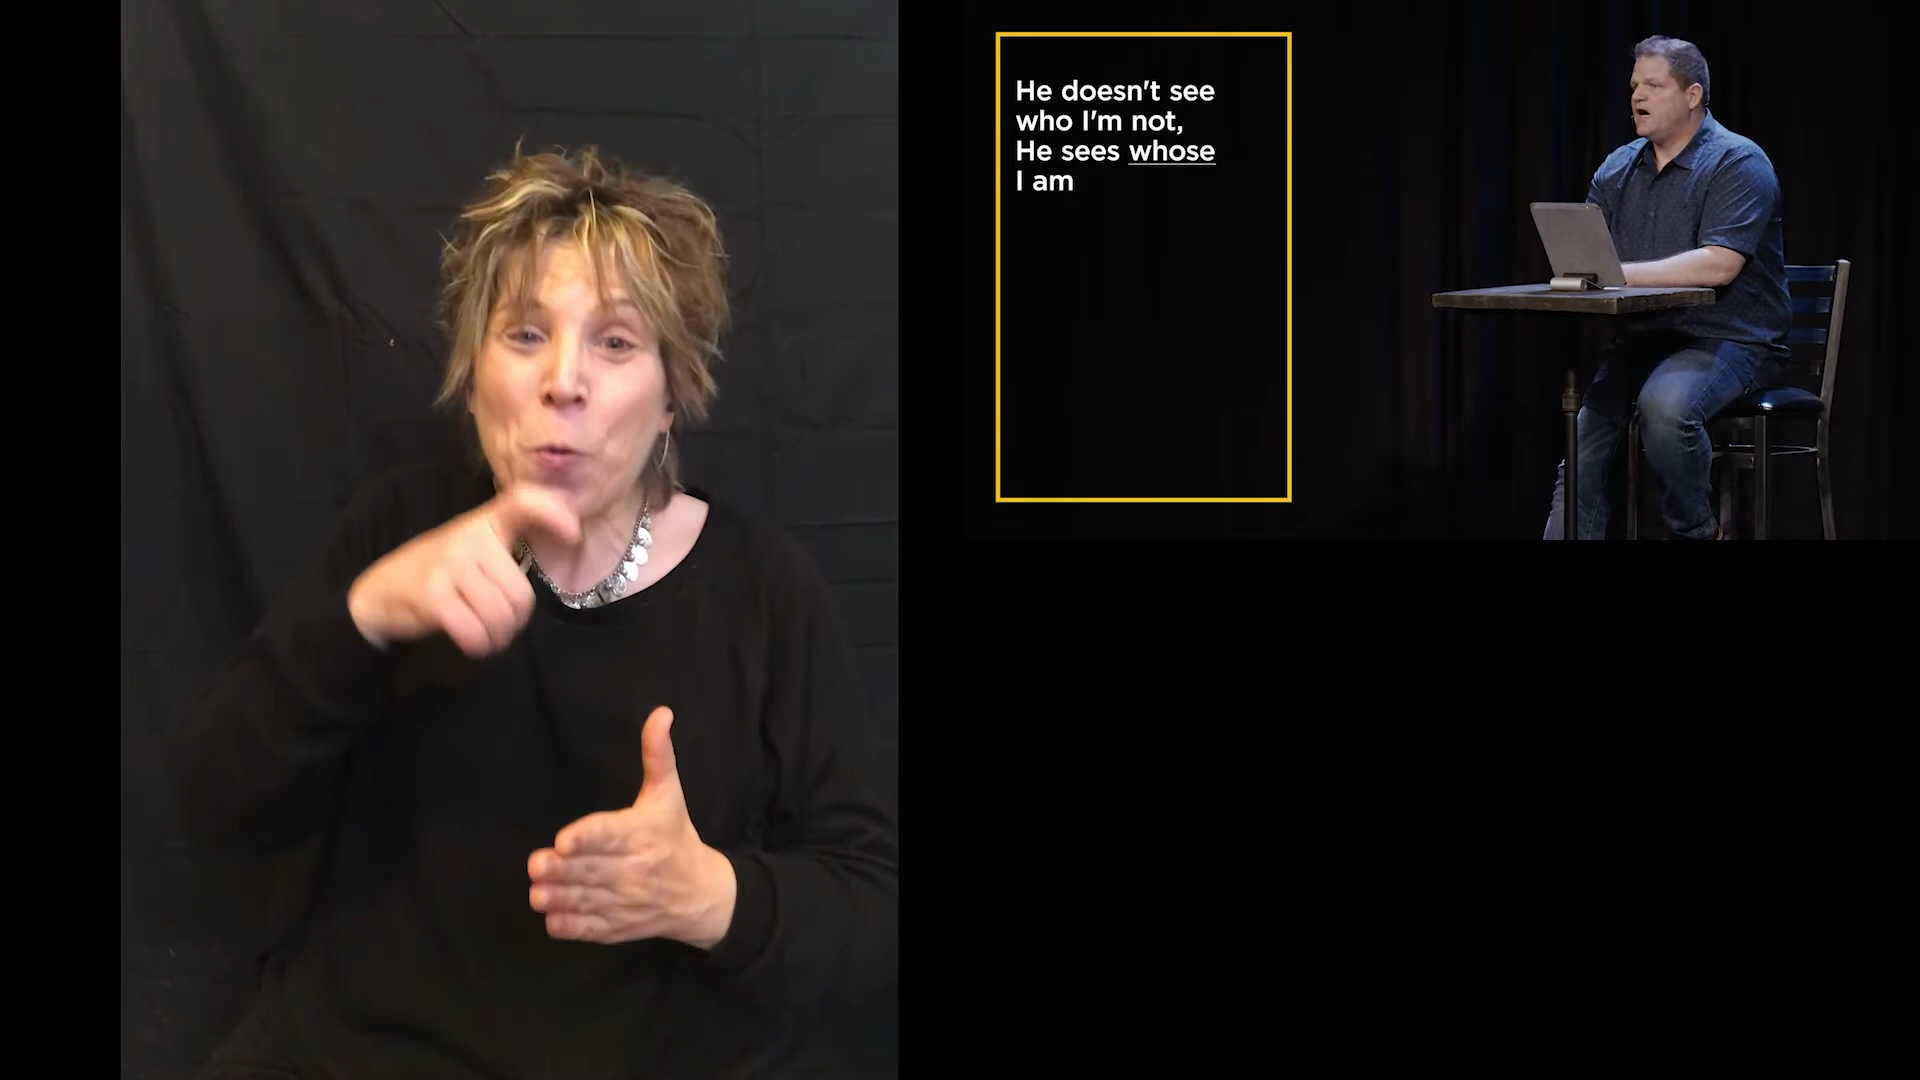 He doesn't see
who I'm not,
He sees whose
I am